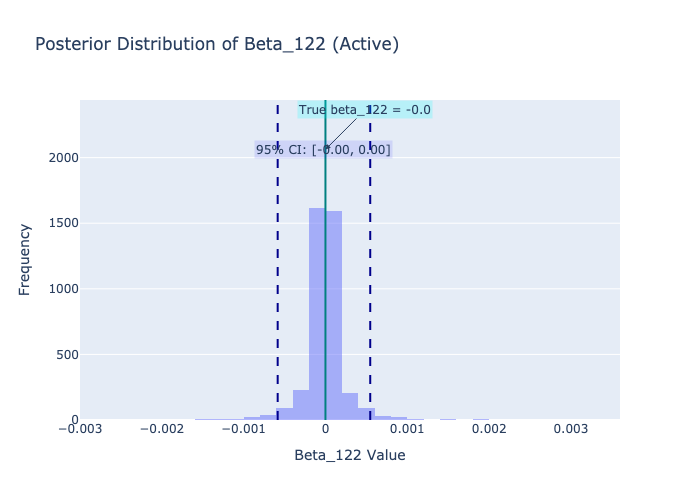 Posterior Distribution of Beta_122 (Active)
True beta_122 = -0.0
95% CI: [-0.00, 0.00]
2000
1500
1000
500
0
Frequency
−0.003
−0.002
−0.001
0
0.001
0.002
0.003
Beta_122 Value